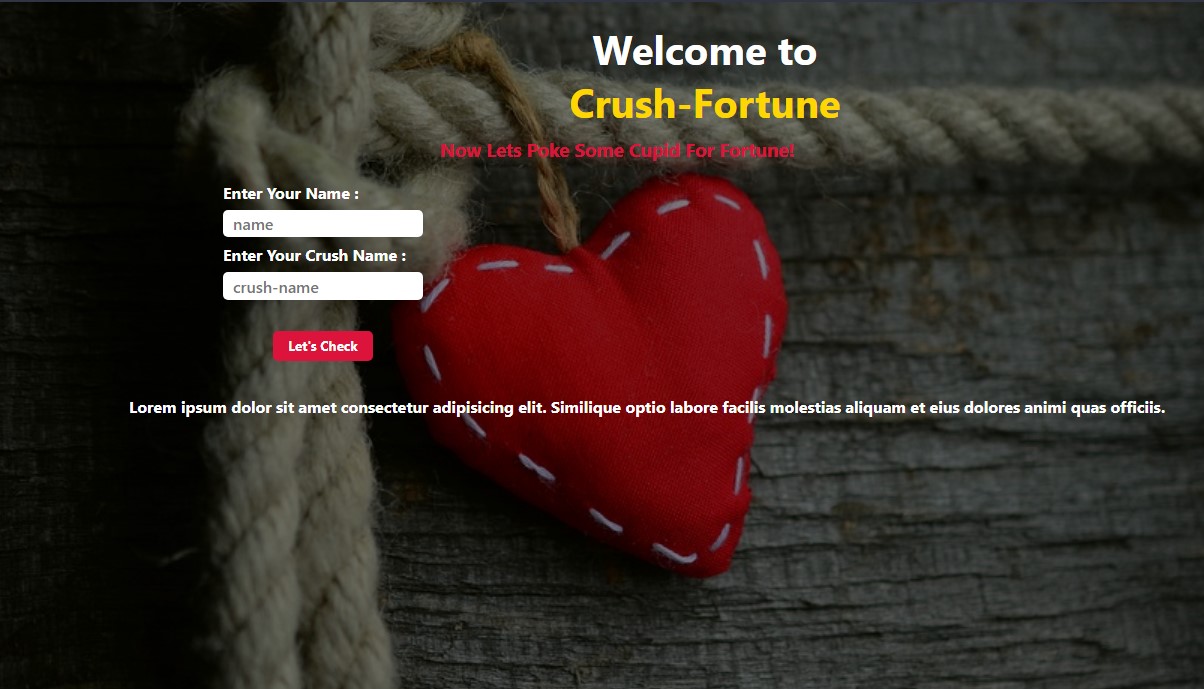 Welcome to
Crush-Fortune
Now Lets Poke Some Cupid For Fortune!
Enter Your Name :
name
Enter Your Crush Name :
crush-name
Let's Check
Lorem ipsum dolor sit amet consectetur adipisicing elit. Similique optio labore facilis molestias aliquam et eius dolores animi quas officiis.